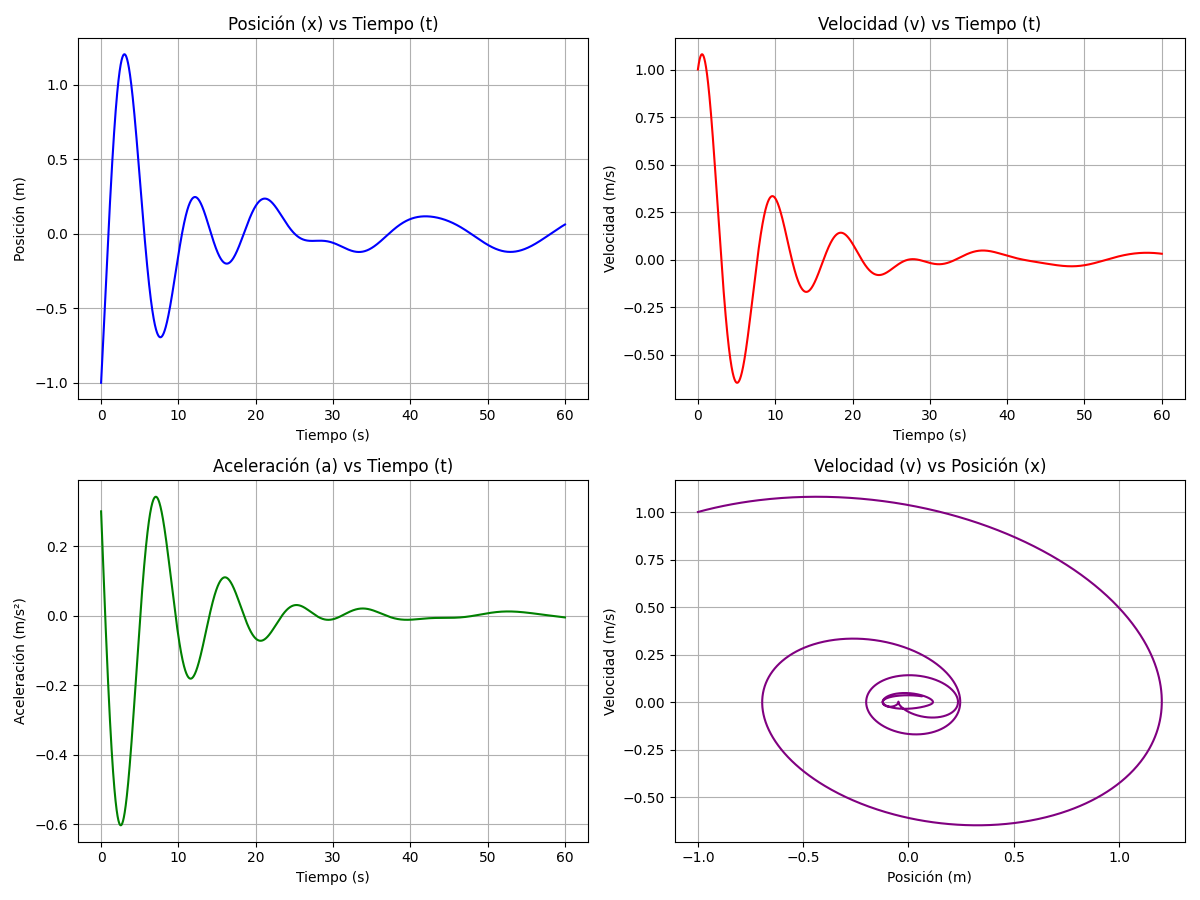 Posición (x) vs Tiempo (t)
Posición (m)
1.0
0.5
0.0
−0.5
−1.0
0 10 20 30 40 50 60
Tiempo (s)
Velocidad (v) vs Tiempo (t)
Velocidad (m/s)
1.00
0.75
0.50
0.25
0.00
−0.25
−0.50
0 10 20 30 40 50 60
Tiempo (s)
Aceleración (a) vs Tiempo (t)
Aceleración (m/s²)
0.2
0.0
−0.2
−0.4
−0.6
0 10 20 30 40 50 60
Tiempo (s)
Velocidad (v) vs Posición (x)
Velocidad (m/s)
1.00
0.75
0.50
0.25
0.00
−0.25
−0.50
−1.0 −0.5 0.0 0.5 1.0
Posición (m)